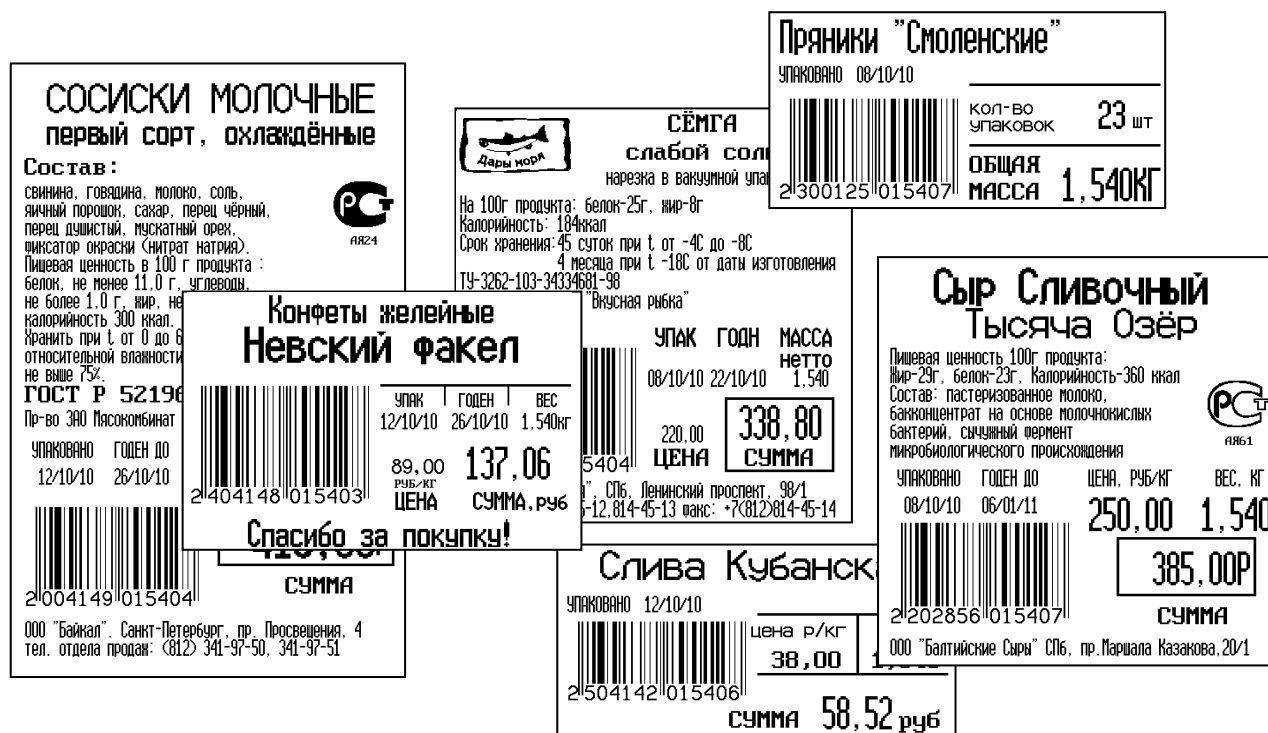 СОСИСКИ МОЛОЧНЫЕ
первый сорт, охлаждённые
Состав:
свинина, говядина, молоко, соль,
яичный порошок, сахар, перец чёрный,
перец душистый, мускатный орех,
фиксатор окраски (нитрат натрия).
Пищевая ценность в 100 г продукта :
белок, не менее 11,0 г, углеводы,
не более 1,0 г, жир, не
калорийность 300 ккал.
Хранить при t от 0 до 6
относительной влажности
не выше 75%.
ГОСТ Р 5219
Пр-во ЗАО Мясокомбинат
УПАКОВАНО ГОДЕН ДО
12/10/10 26/10/10
РСТ
АЯ24
2 004149 015404
СУММА
ООО "Байкал". Санкт-Петербург, пр. Просвещения, 4
тел. отдела продаж: (812) 341-97-50, 341-97-51
Конфеты желейные
Невский факел
УПАК ГОДЕН ВЕС
12/10/10 26/10/10 1,540кг
89,00 137,06
РУБ/КГ
ЦЕНА СУММА,руб
2 404148 015403
Спасибо за покупку!
Дары моря
СЁМГА
слабой
нарезка в вакуумной
На 100г продукта: белок-25г, жир-8г
Калорийность: 184ккал
Срок хранения:45 суток при t от -4С до -8С
4 месяца при t -18С от даты изготовления
ТУ-3262-103-34334681-98
"Вкусная рыбка"
УПАК ГОДН МАССА
нетто
08/10/10 22/10/10 1,540
220,00 338,80
ЦЕНА СУММА
5404
СПб, Ленинский проспект, 98/1
-12,814-45-13 факс: +7(812)814-45-14
Пряники "Смоленские"
УПАКОВАНО 08/10/10
кол-во
упаковок 23 шт
ОБЩАЯ
МАССА 1,540КГ
2 300125 015407
Слива
УПАКОВАНО 12/10/10
цена р/кг
38,00
2 504142 015406
СУММА 58,52 руб
Сыр Сливочный
Тысяча Озёр
Пищевая ценность 100г продукта:
Жир-29г, белок-23г, Калорийность-360 ккал
Состав: пастеризованное молоко,
бакконцентрат на основе молочнокислых
бактерий, сычужный фермент
микробиологического происхождения
РСТ
АЯ61
УПАКОВАНО ГОДЕН ДО ЦЕНА, РУБ/КГ ВЕС, КГ
08/10/10 06/01/11 250,00 1,540
385,00Р
СУММА
2 202856 015407
ООО "Балтийские Сыры" СПб, пр.Маршала Казакова,20/1